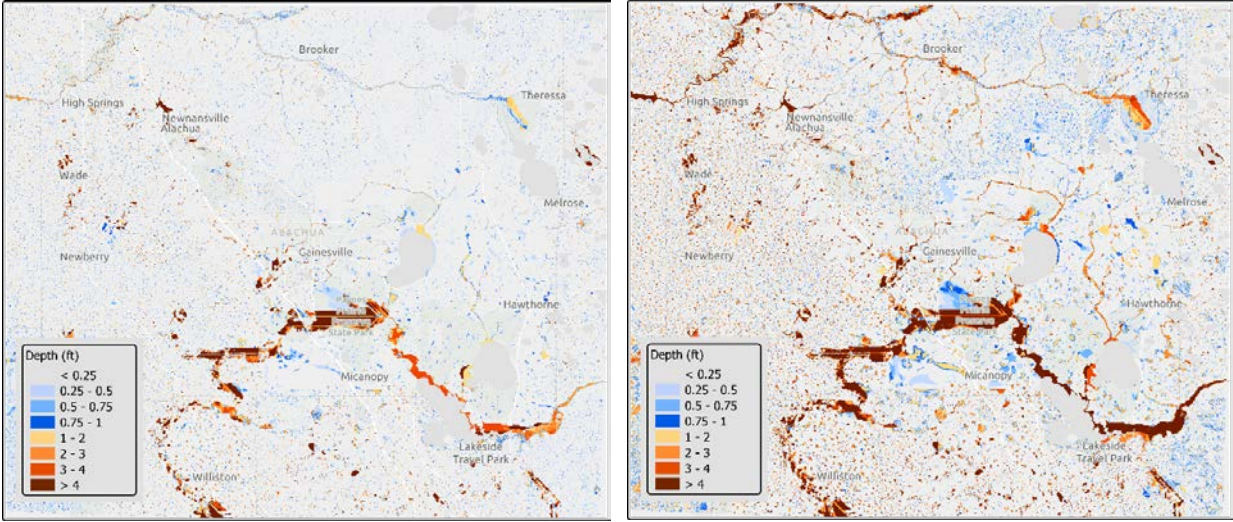 Brooker
High Springs
Theressa
Newnansville
Alachua
Wade
Melrose
ALACHUA
Gainesville
Newberry
Hawthorne
State Park
Micanopy
Lakeside
Travel Park
Williston
Depth (ft)
< 0.25
0.25 - 0.5
0.5 - 0.75
0.75 - 1
1 - 2
2 - 3
3 - 4
> 4
Brooker
High Springs
Theressa
Newnansville
Alachua
Wade
Melrose
ALACHUA
Gainesville
Newberry
Hawthorne
Micanopy
Lakeside
Travel Park
Williston
Depth (ft)
< 0.25
0.25 - 0.5
0.5 - 0.75
0.75 - 1
1 - 2
2 - 3
3 - 4
> 4